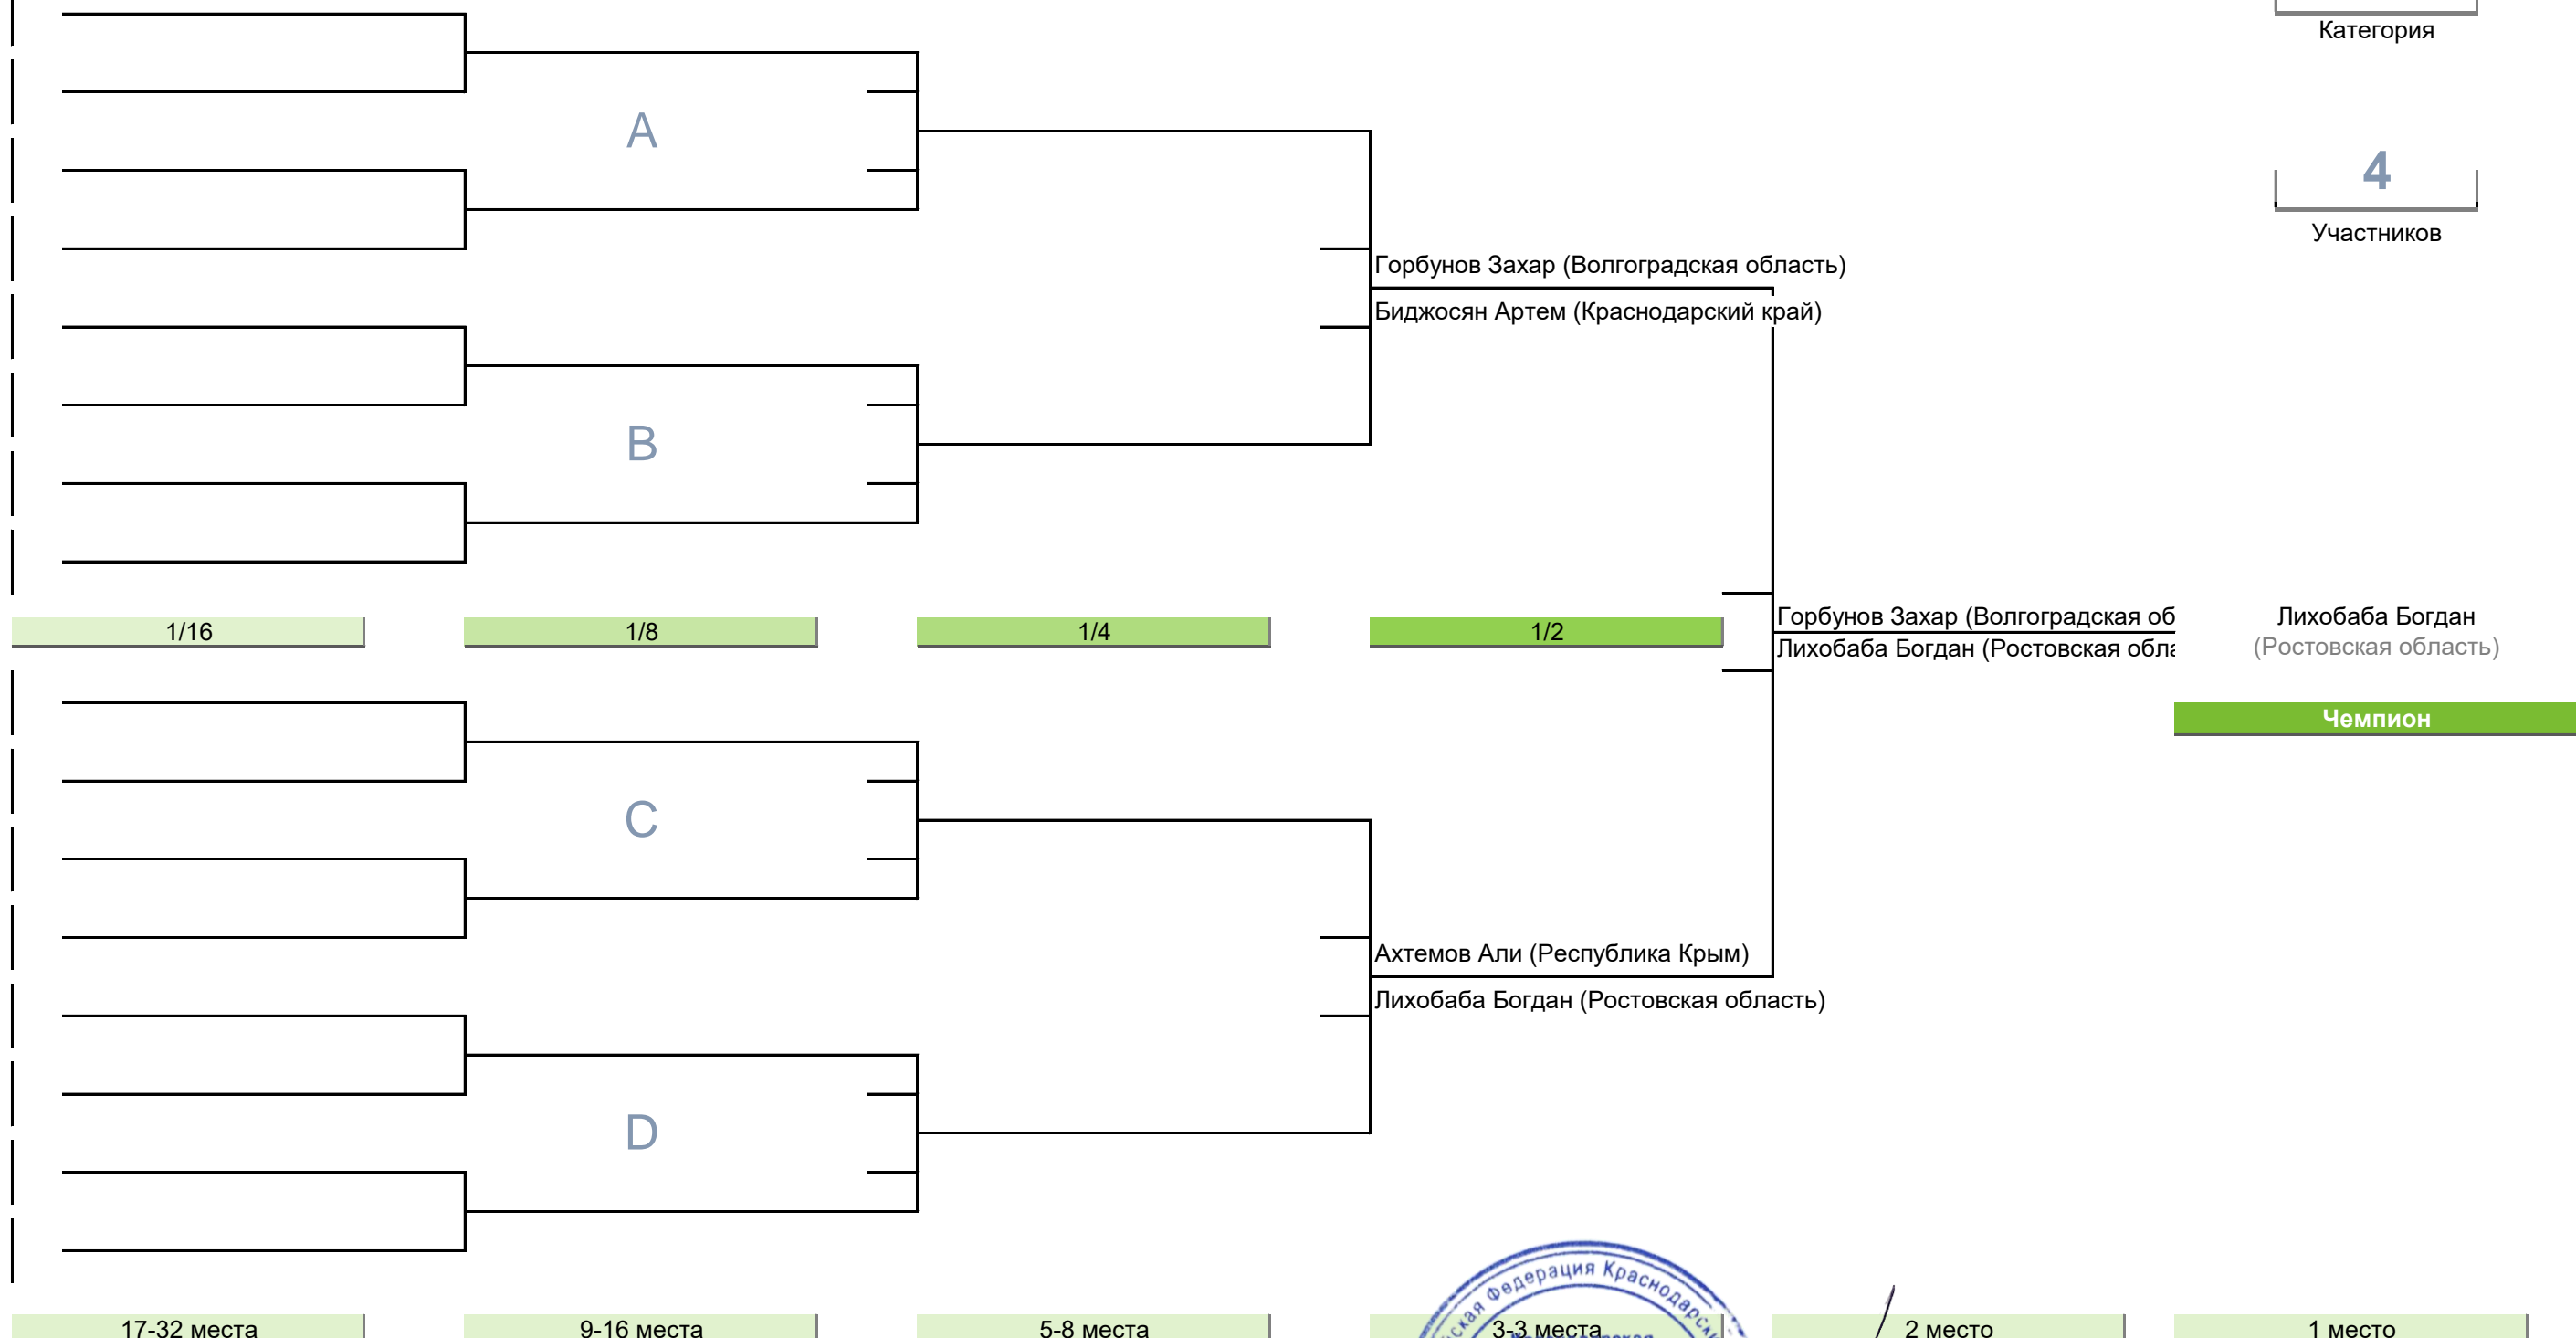 Категория
A
4
Участников
Горбунов Захар (Волгоградская область)
Биджосян Артем (Краснодарский край)
B
1/16
1/8
1/4
1/2
Горбунов Захар (Волгоградская об
Лихобаба Богдан (Ростовская обла
Лихобаба Богдан
(Ростовская область)
Чемпион
C
Ахтемов Али (Республика Крым)
Лихобаба Богдан (Ростовская область)
D
Федерация
17-32 места
9-16 места
5-8 места
3-3 места
2 место
1 место